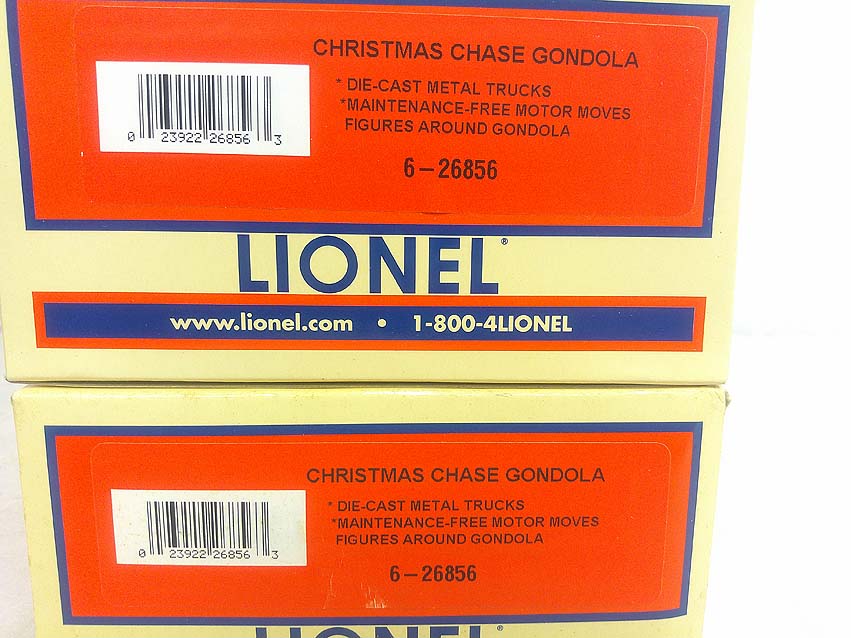 CHRISTMAS CHASE GONDOLA
* DIE-CAST METAL TRUCKS
*MAINTENANCE-FREE MOTOR MOVES
FIGURES AROUND GONDOLA
0 23922 26856 3
6-26856
LIONEL®
www.lionel.com • 1-800-4LIONEL
CHRISTMAS CHASE GONDOLA
* DIE-CAST METAL TRUCKS
*MAINTENANCE-FREE MOTOR MOVES
FIGURES AROUND GONDOLA
0 23922 26856 3
6-26856
LIONEL®